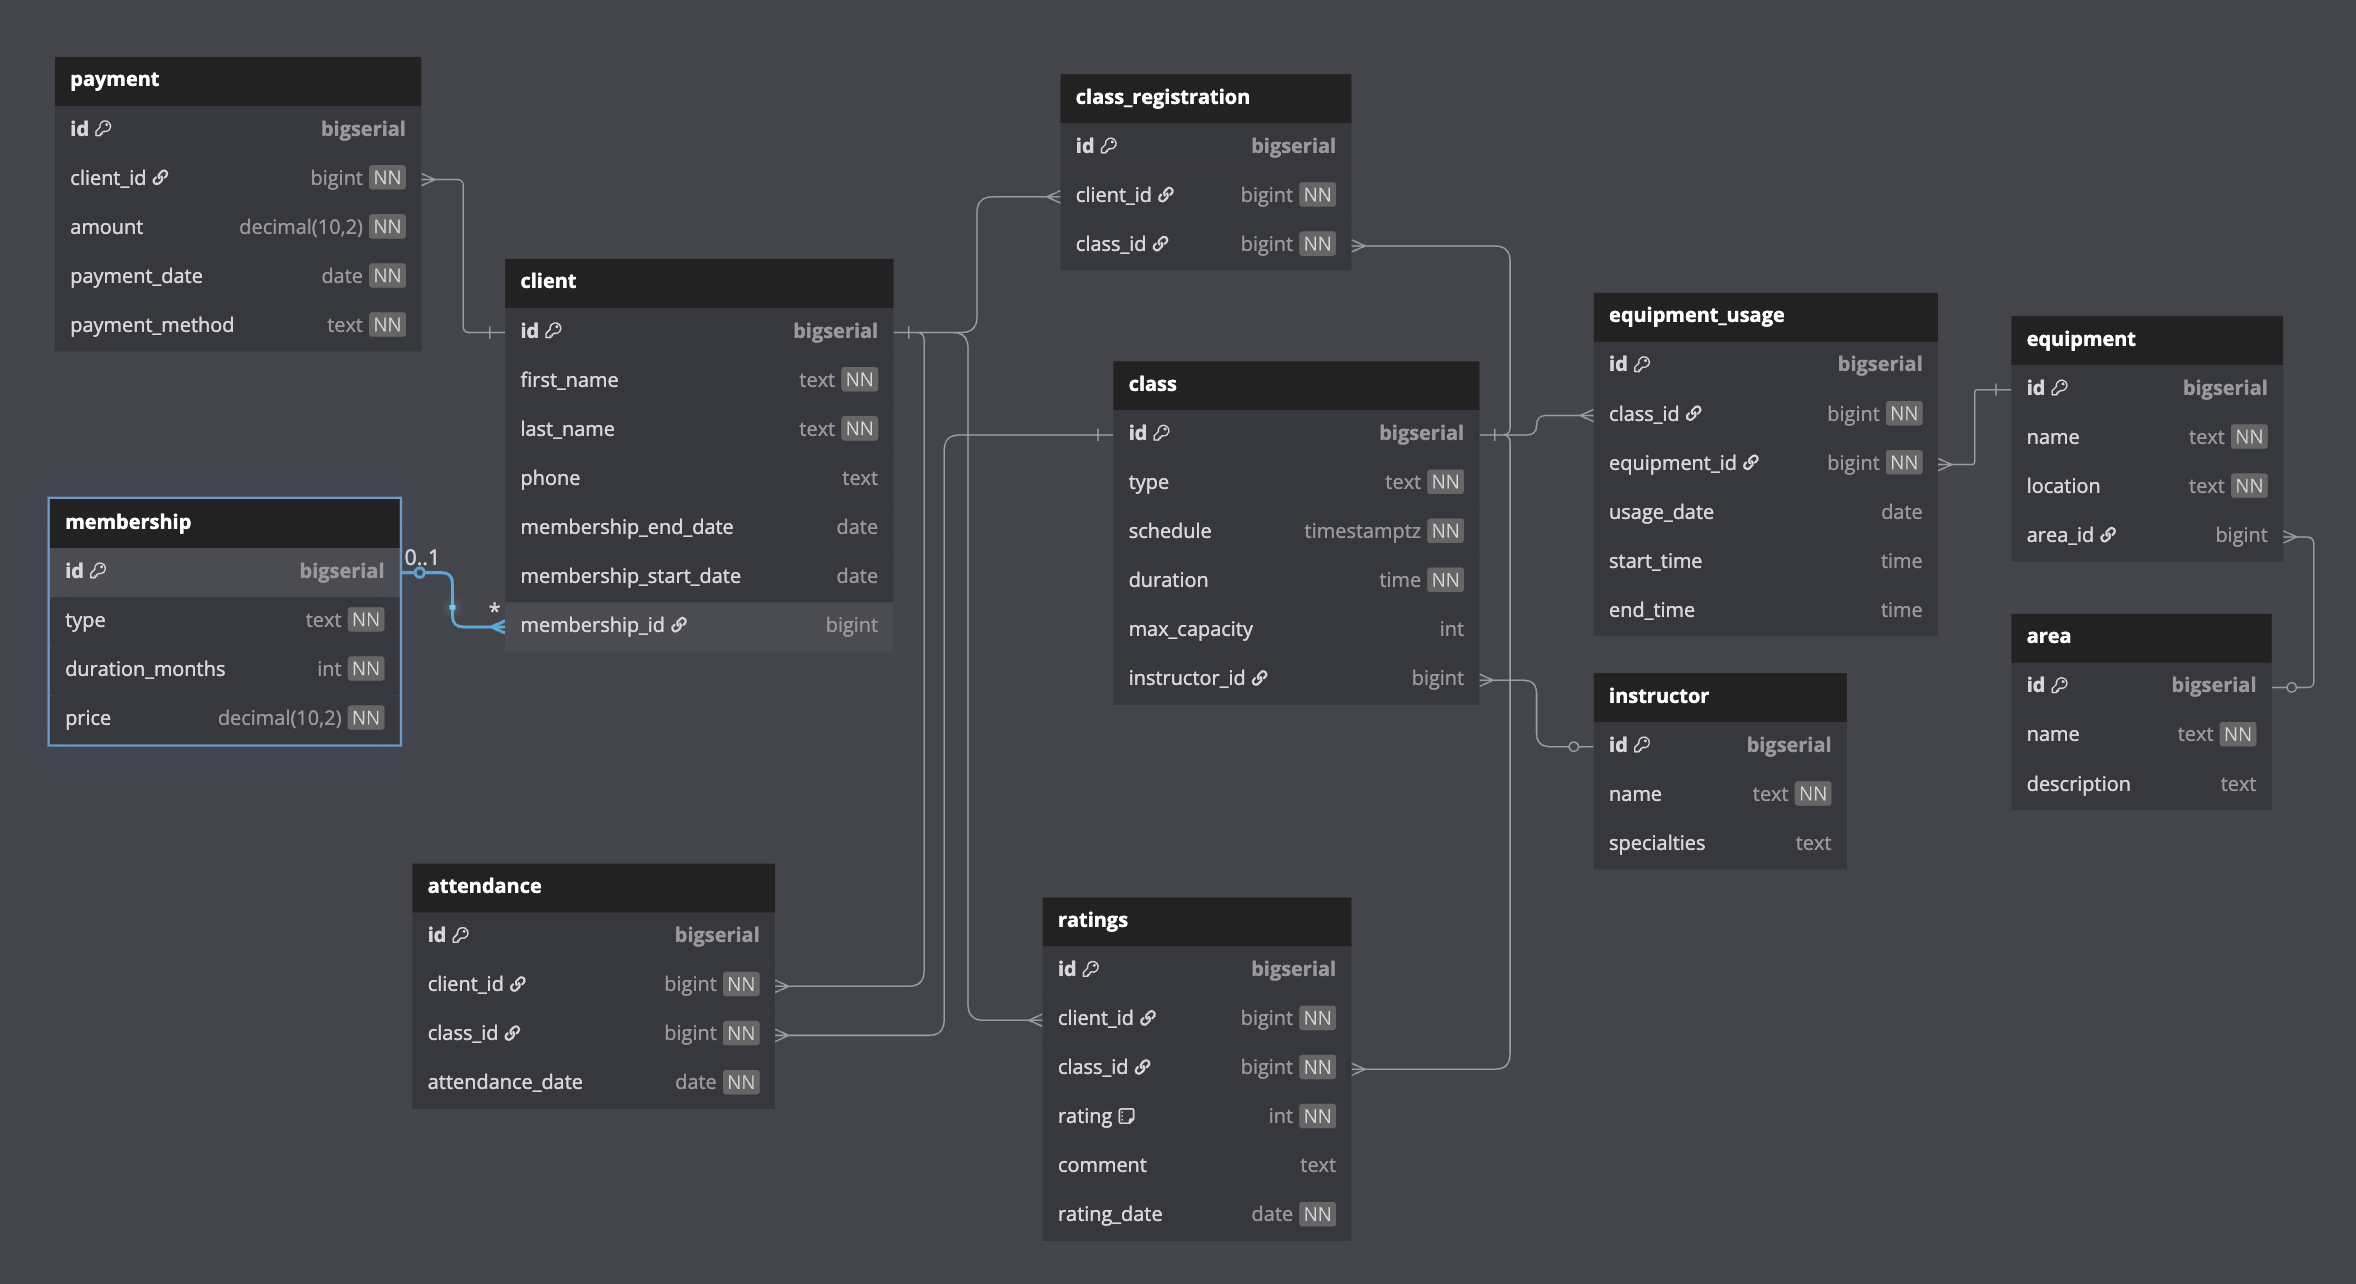 payment
id bigserial
client_id bigint NN
amount decimal(10,2) NN
payment_date date NN
payment_method text NN
client
id bigserial
first_name text NN
last_name text NN
phone text
membership_end_date date
membership_start_date date
membership_id bigint
membership
id bigserial
type text NN
duration_months int NN
price decimal(10,2) NN
0..1
*
attendance
id bigserial
client_id bigint NN
class_id bigint NN
attendance_date date NN
class_registration
id bigserial
client_id bigint NN
class_id bigint NN
class
id bigserial
type text NN
schedule timestamptz NN
duration time NN
max_capacity int
instructor_id bigint
ratings
id bigserial
client_id bigint NN
class_id bigint NN
rating int NN
comment text
rating_date date NN
equipment_usage
id bigserial
class_id bigint NN
equipment_id bigint NN
usage_date date
start_time time
end_time time
instructor
id bigserial
name text NN
specialties text
equipment
id bigserial
name text NN
location text NN
area_id bigint
area
id bigserial
name text NN
description text